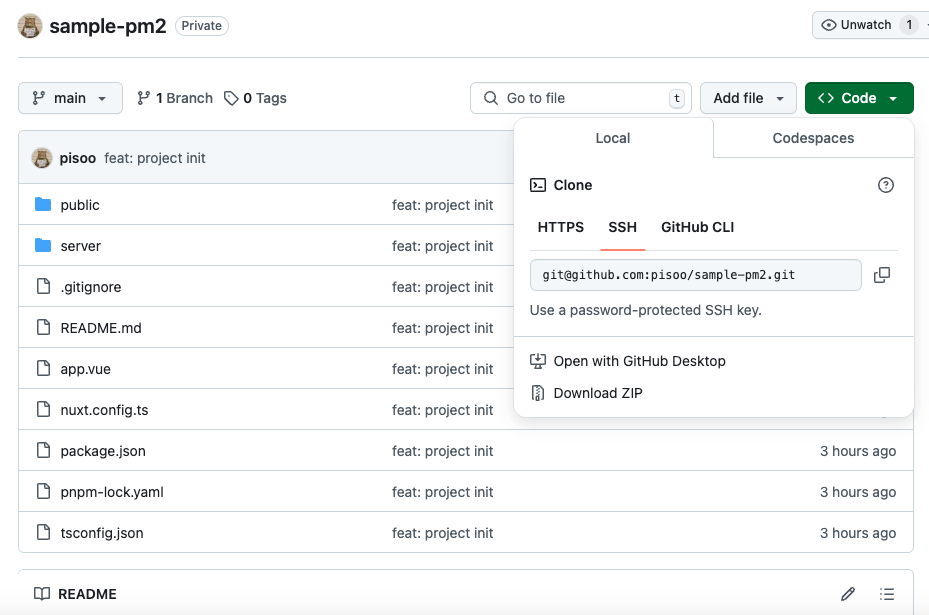 sample-pm2 Private
Unwatch 1
main 1 Branch 0 Tags
Go to file t
Add file
Code
pisoo feat: project init
public feat: project init
server feat: project init
.gitignore feat: project init
README.md feat: project init
app.vue feat: project init
nuxt.config.ts feat: project init
package.json feat: project init 3 hours ago
pnpm-lock.yaml feat: project init 3 hours ago
tsconfig.json feat: project init 3 hours ago
README
Local Codespaces
Clone
HTTPS SSH GitHub CLI
git@github.com:pisoo/sample-pm2.git
Use a password-protected SSH key.
Open with GitHub Desktop
Download ZIP